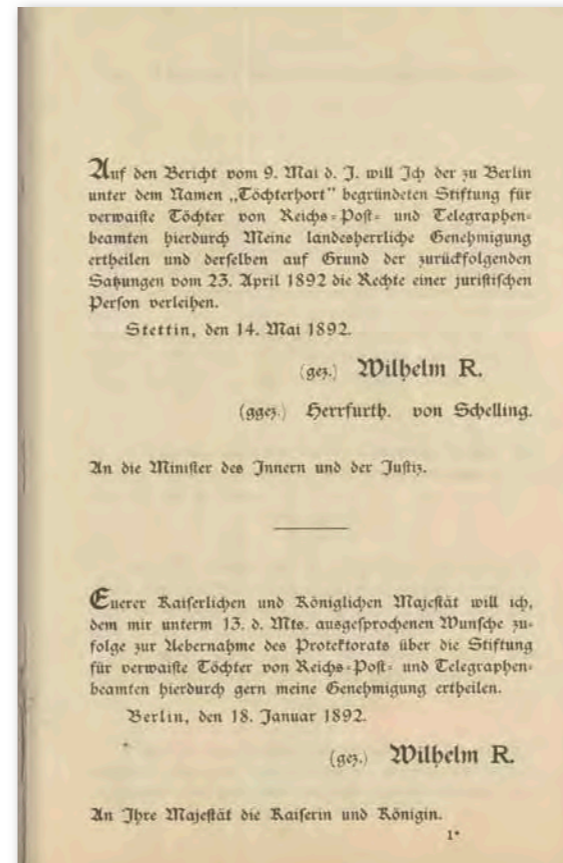 Auf den Bericht vom 9. Mai d. J. will Ich der zu Berlin
unter dem Namen „Töchterhort" begründeten Stiftung für
verwaiste Töchter von Reichs-Post- und Telegraphen-
beamten hierdurch Meine landesherrliche Genehmigung
ertheilen und derselben auf Grund der zurückfolgenden
Satzungen vom 23. April 1892 die Rechte einer juristischen
Person verleihen.
Stettin, den 14. Mai 1892.
(gez.) Wilhelm R.
(ggez.) Herrfurth. von Schelling.
An die Minister des Innern und der Justiz.
Euerer Kaiserlichen und Königlichen Majestät will ich,
dem mir unterm 13. d. Mts. ausgesprochenen Wunsche zu-
folge zur Uebernahme des Protektorats über die Stiftung
für verwaiste Töchter von Reichs-Post- und Telegraphen-
beamten hierdurch gern meine Genehmigung ertheilen.
Berlin, den 18. Januar 1892.
(gez.) Wilhelm R.
An Ihre Majestät die Kaiserin und Königin.
1*